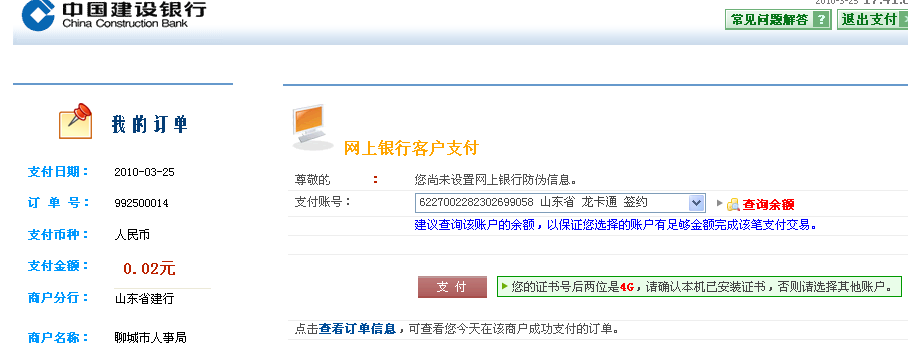 中国建设银行
China Construction Bank
2010-03-25
常见问题解答 ?
退出支付
我的订单
支付日期： 2010-03-25
订 单 号： 992500014
支付币种： 人民币
支付金额： 0.02元
商户分行： 山东省建行
商户名称： 聊城市人事局
网上银行客户支付
尊敬的 ： 您尚未设置网上银行防伪信息。
支付账号： 6227002282302699058 山东省 龙卡通 签约 查询余额
建议查询该账户的余额，以保证您选择的账户有足够金额完成该笔支付交易。
支 付 您的证书号后两位是4G，请确认本机已安装证书，否则请选择其他账户。
点击查看订单信息，可查看您今天在该商户成功支付的订单。